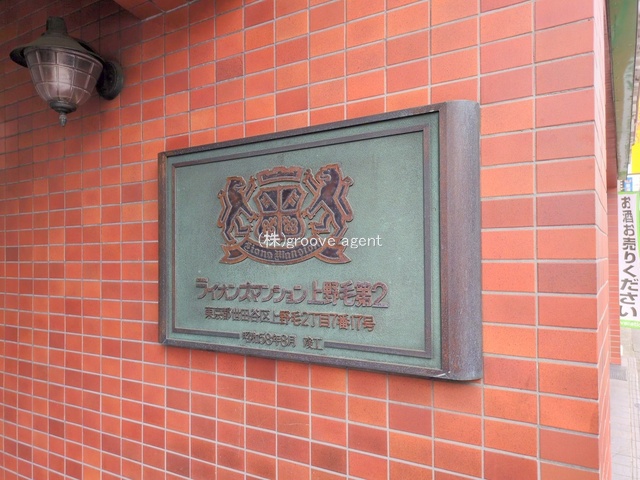 Lions Mansion
(株)groove agent
ライオンズマンション上野毛第2
東京都世田谷区上野毛2丁目7番17号
昭和58年8月 竣工
お酒お売りください